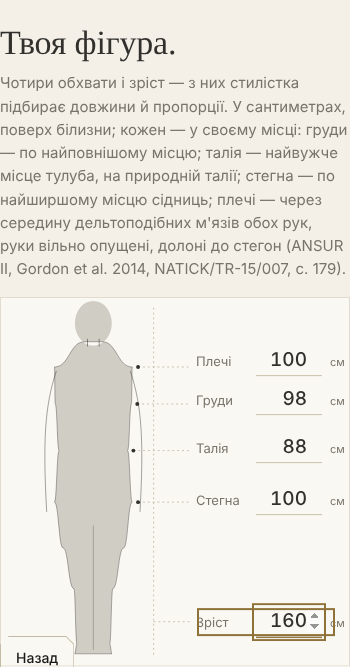 Твоя фігура.
Чотири обхвати і зріст — з них стилістка
підбирає довжини й пропорції. У сантиметрах,
поверх білизни; кожен — у своєму місці: груди
— по найповнішому місцю; талія — найвужче
місце тулуба, на природній талії; стегна — по
найширшому місцю сідниць; плечі — через
середину дельтоподібних м'язів обох рук,
руки вільно опущені, долоні до стегон (ANSUR
II, Gordon et al. 2014, NATICK/TR-15/007, с. 179).
Плечі 100 см
Груди 98 см
Талія 88 см
Стегна 100 см
Зріст 160 см
Назад